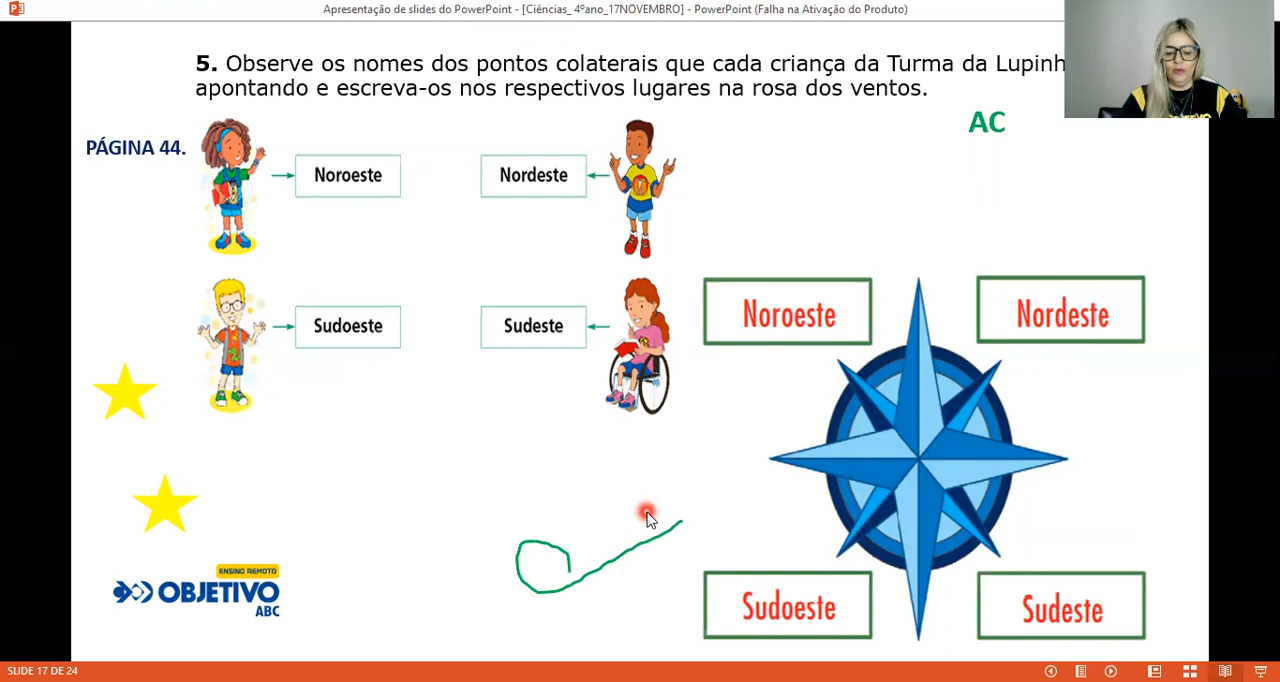 Apresentação de slides do PowerPoint - [Ciências_ 4ºano_17NOVEMBRO] - PowerPoint (Falha na Ativação do Produto)
5. Observe os nomes dos pontos colaterais que cada criança da Turma da Lupinh
apontando e escreva-os nos respectivos lugares na rosa dos ventos.
AC
PÁGINA 44.
Noroeste
Nordeste
Sudoeste
Sudeste
Noroeste
Nordeste
Sudoeste
Sudeste
ENSINO REMOTO
OBJETIVO
ABC
SLIDE 17 DE 24